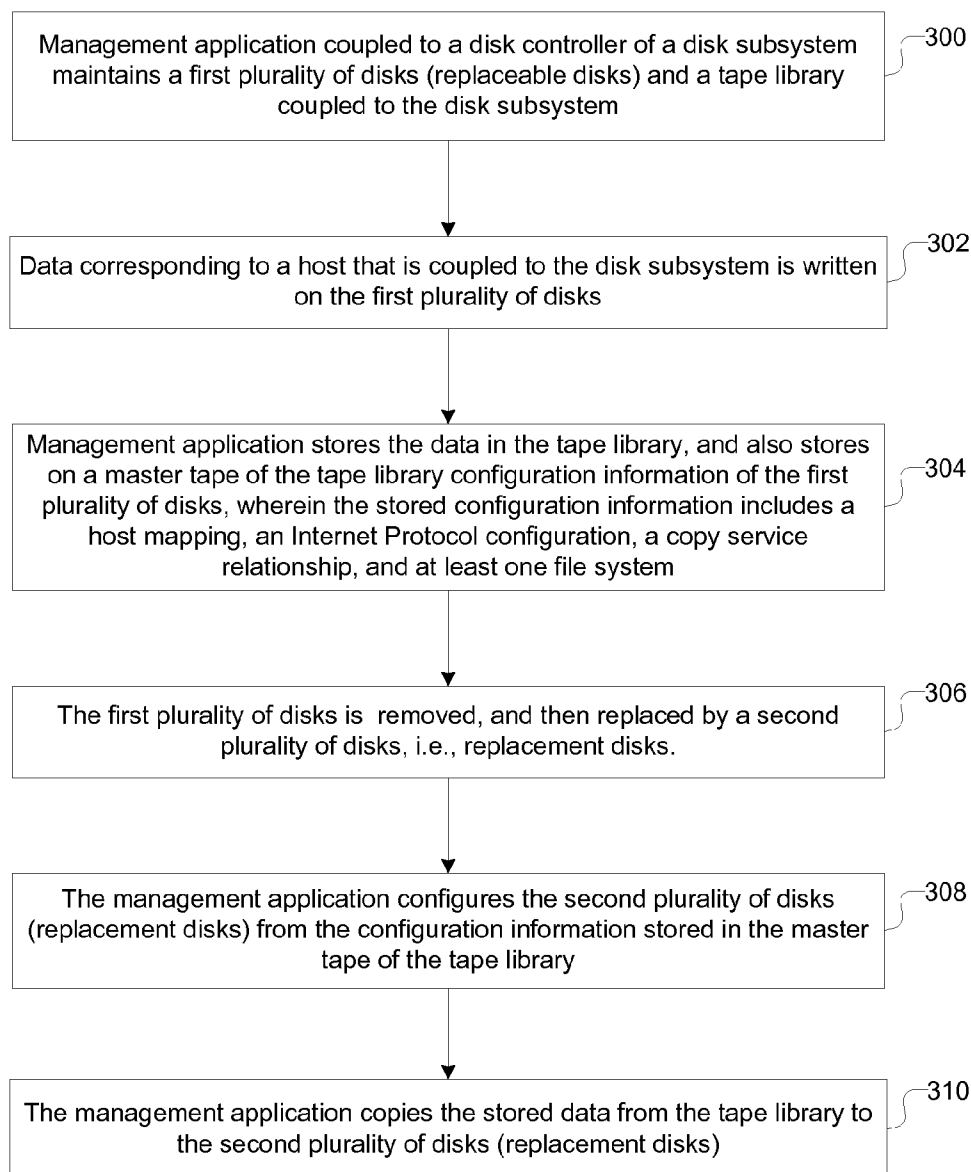 Management application coupled to a disk controller of a disk subsystem
maintains a first plurality of disks (replaceable disks) and a tape library
coupled to the disk subsystem
300
Data corresponding to a host that is coupled to the disk subsystem is written
on the first plurality of disks
302
Management application stores the data in the tape library, and also stores
on a master tape of the tape library configuration information of the first
plurality of disks, wherein the stored configuration information includes a
host mapping, an Internet Protocol configuration, a copy service
relationship, and at least one file system
304
The first plurality of disks is removed, and then replaced by a second
plurality of disks, i.e., replacement disks.
306
The management application configures the second plurality of disks
(replacement disks) from the configuration information stored in the master
tape of the tape library
308
The management application copies the stored data from the tape library to
the second plurality of disks (replacement disks)
310